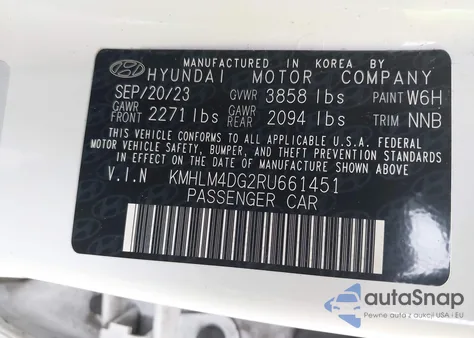 MANUFACTURED IN KOREA BY
HYUNDAI MOTOR COMPANY
SEP/20/23 GVWR 3858 lbs PAINT W6H
GAWR FRONT 2271 lbs GAWR REAR 2094 lbs TRIM NNB
THIS VEHICLE CONFORMS TO ALL APPLICABLE U.S.A. FEDERAL
MOTOR VEHICLE SAFETY, BUMPER, AND THEFT PREVENTION STANDARDS
IN EFFECT ON THE DATE OF MANUFACTURE SHOWN ABOVE
V.I.N KMHLM4DG2RU661451
PASSENGER CAR
autoSnap
Pewne auta z aukcji USA i EU